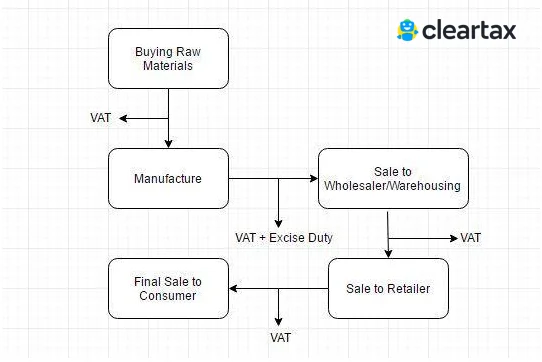 cleartax
Buying Raw
Materials
VAT
Manufacture
Sale to
Wholesaler/Warehousing
VAT + Excise Duty
VAT
Final Sale to
Consumer
Sale to Retailer
VAT